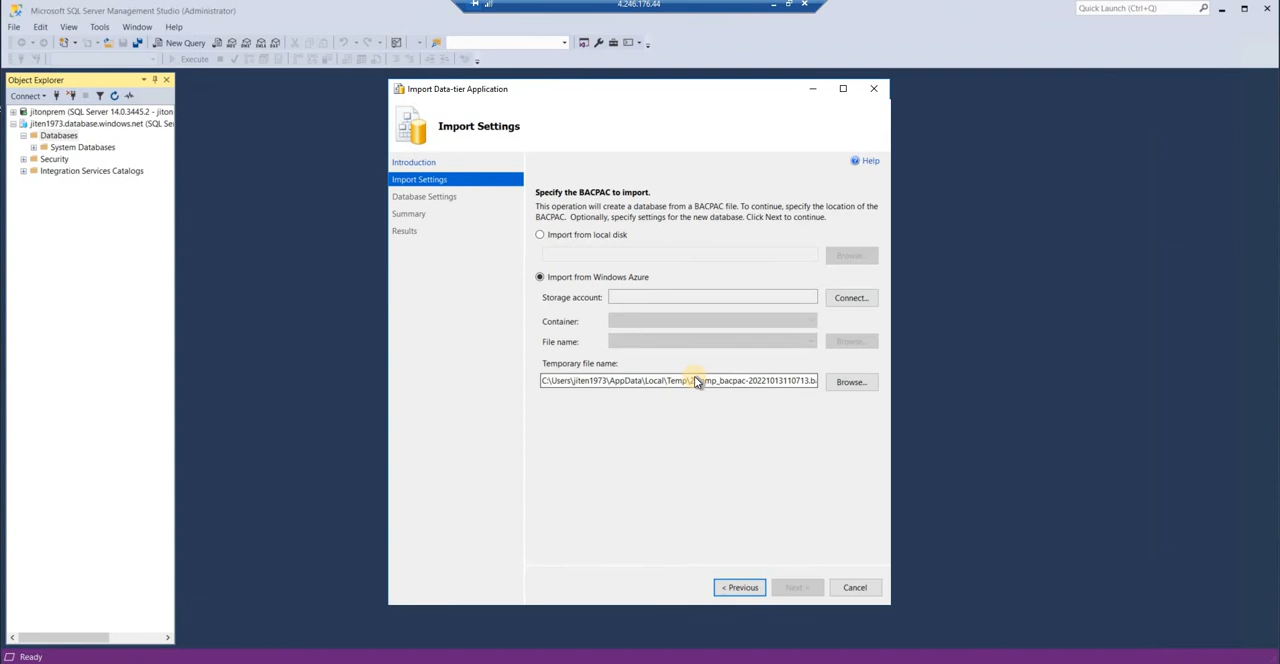 Microsoft SQL Server Management Studio (Administrator)
4.246.176.44
Quick Launch (Ctrl+Q)
File Edit View Tools Window Help
New Query
Execute
Object Explorer
Connect
jitonprem (SQL Server 14.0.3445.2 - jiton
jiten1973.database.windows.net (SQL Se
Databases
System Databases
Security
Integration Services Catalogs
Import Data-tier Application
Import Settings
Introduction
Import Settings
Database Settings
Summary
Results
Help
Specify the BACPAC to import.
This operation will create a database from a BACPAC file. To continue, specify the location of the
BACPAC. Optionally, specify settings for the new database. Click Next to continue.
Import from local disk
Browse...
Import from Windows Azure
Storage account:
Connect...
Container:
File name:
Browse...
Temporary file name:
C:\Users\jiten1973\AppData\Local\Temp\
mp_bacpac-20221013110713.ba
Browse...
< Previous
Next >
Cancel
Ready